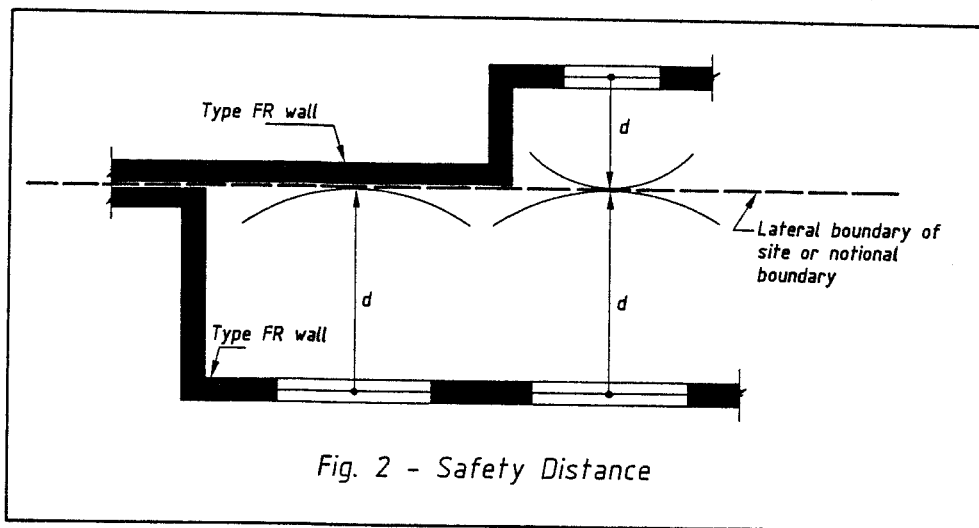 Type FR wall
d
Lateral boundary of
site or notional
boundary
d
d
Type FR wall
Fig. 2 - Safety Distance